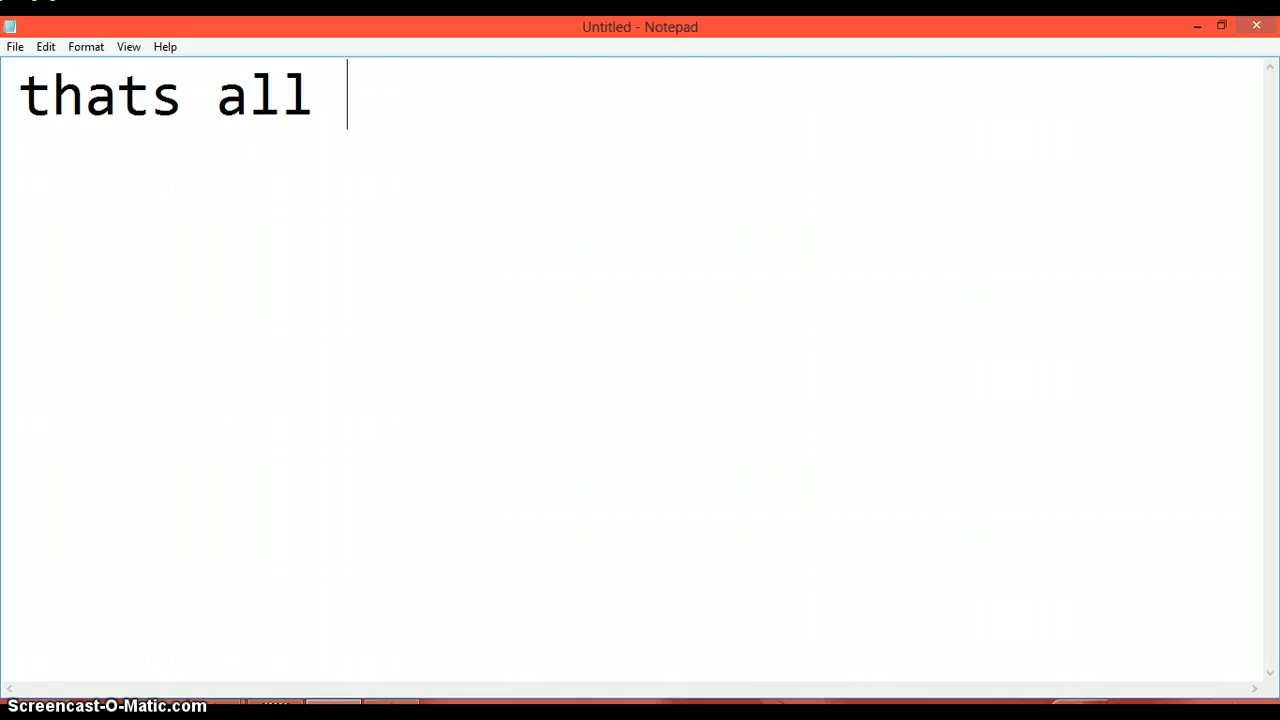 Untitled - Notepad
File Edit Format View Help
thats all
Screencast-O-Matic.com